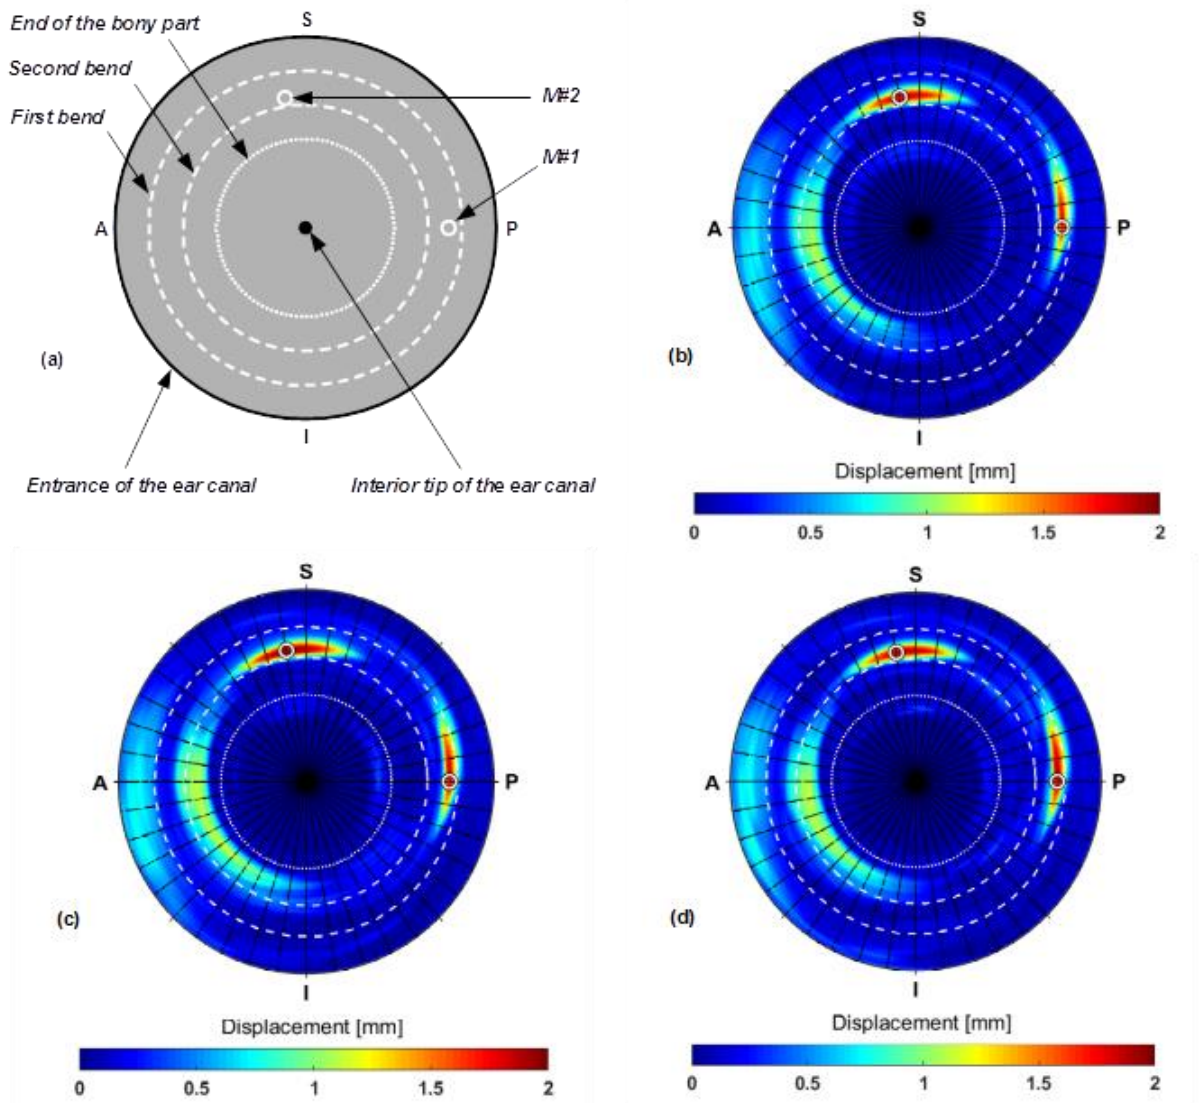 End of the bony part
S
Second bend
First bend
M#2
M#1
A
P
(a)
I
Entrance of the ear canal
Interior tip of the ear canal
S
A
P
(b)
I
Displacement [mm]
0 0.5 1 1.5 2
S
A
P
(c)
I
Displacement [mm]
0 0.5 1 1.5 2
S
A
P
(d)
I
Displacement [mm]
0 0.5 1 1.5 2